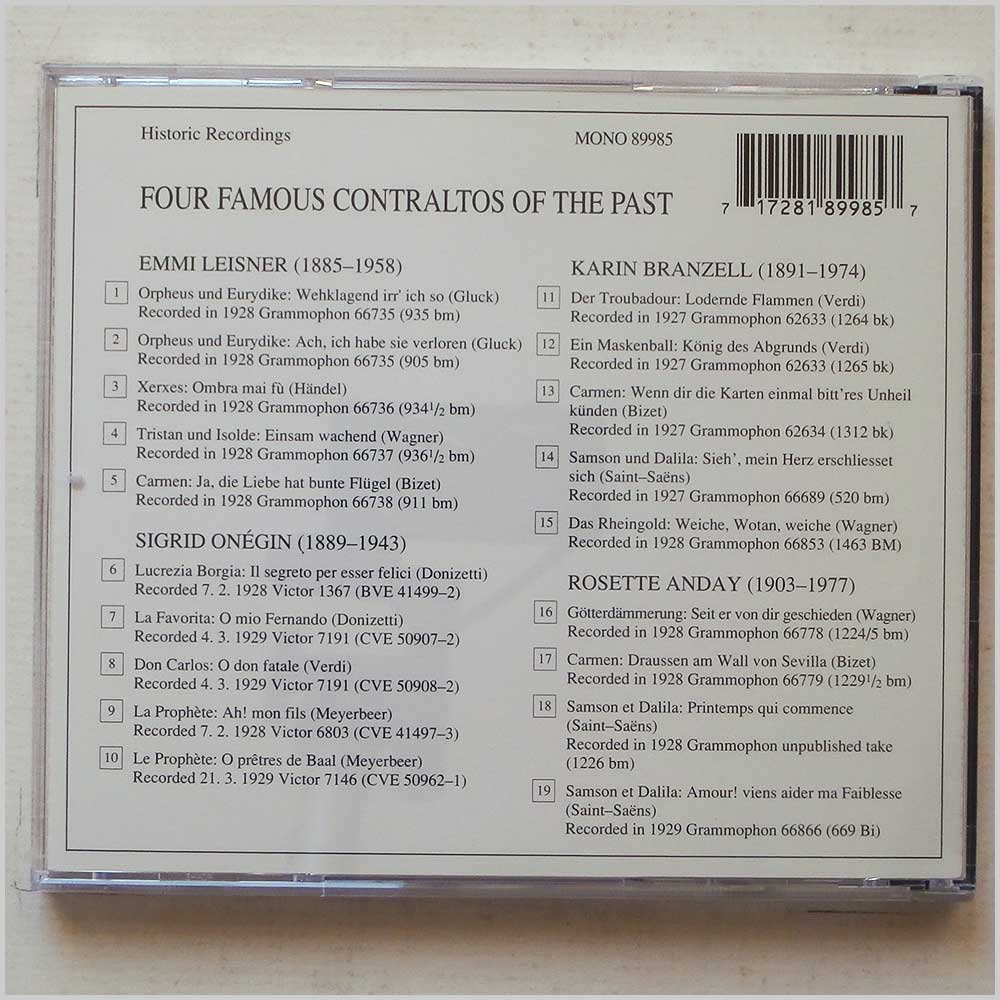 Historic Recordings
MONO 89985
FOUR FAMOUS CONTRALTOS OF THE PAST
7 17281 89985 7
EMMI LEISNER (1885–1958)
1 Orpheus und Eurydike: Wehklagend irr' ich so (Gluck)
Recorded in 1928 Grammophon 66735 (935 bm)
2 Orpheus und Eurydike: Ach, ich habe sie verloren (Gluck)
Recorded in 1928 Grammophon 66735 (905 bm)
3 Xerxes: Ombra mai fù (Händel)
Recorded in 1928 Grammophon 66736 (934 1/2 bm)
4 Tristan und Isolde: Einsam wachend (Wagner)
Recorded in 1928 Grammophon 66737 (936 1/2 bm)
5 Carmen: Ja, die Liebe hat bunte Flügel (Bizet)
Recorded in 1928 Grammophon 66738 (911 bm)
SIGRID ONÉGIN (1889–1943)
6 Lucrezia Borgia: Il segreto per esser felici (Donizetti)
Recorded 7. 2. 1928 Victor 1367 (BVE 41499–2)
7 La Favorita: O mio Fernando (Donizetti)
Recorded 4. 3. 1929 Victor 7191 (CVE 50907–2)
8 Don Carlos: O don fatale (Verdi)
Recorded 4. 3. 1929 Victor 7191 (CVE 50908–2)
9 La Prophète: Ah! mon fils (Meyerbeer)
Recorded 7. 2. 1928 Victor 6803 (CVE 41497–3)
10 Le Prophète: O prêtres de Baal (Meyerbeer)
Recorded 21. 3. 1929 Victor 7146 (CVE 50962–1)
KARIN BRANZELL (1891–1974)
11 Der Troubadour: Lodernde Flammen (Verdi)
Recorded in 1927 Grammophon 62633 (1264 bk)
12 Ein Maskenball: König des Abgrunds (Verdi)
Recorded in 1927 Grammophon 62633 (1265 bk)
13 Carmen: Wenn dir die Karten einmal bitt'res Unheil
künden (Bizet)
Recorded in 1927 Grammophon 62634 (1312 bk)
14 Samson und Dalila: Sieh', mein Herz erschliesset
sich (Saint–Saëns)
Recorded in 1927 Grammophon 66689 (520 bm)
15 Das Rheingold: Weiche, Wotan, weiche (Wagner)
Recorded in 1928 Grammophon 66853 (1463 BM)
ROSETTE ANDAY (1903–1977)
16 Götterdämmerung: Seit er von dir geschieden (Wagner)
Recorded in 1928 Grammophon 66778 (1224/5 bm)
17 Carmen: Draussen am Wall von Sevilla (Bizet)
Recorded in 1928 Grammophon 66779 (1229 1/2 bm)
18 Samson et Dalila: Printemps qui commence
(Saint–Saëns)
Recorded in 1928 Grammophon unpublished take
(1226 bm)
19 Samson et Dalila: Amour! viens aider ma Faiblesse
(Saint–Saëns)
Recorded in 1929 Grammophon 66866 (669 Bi)